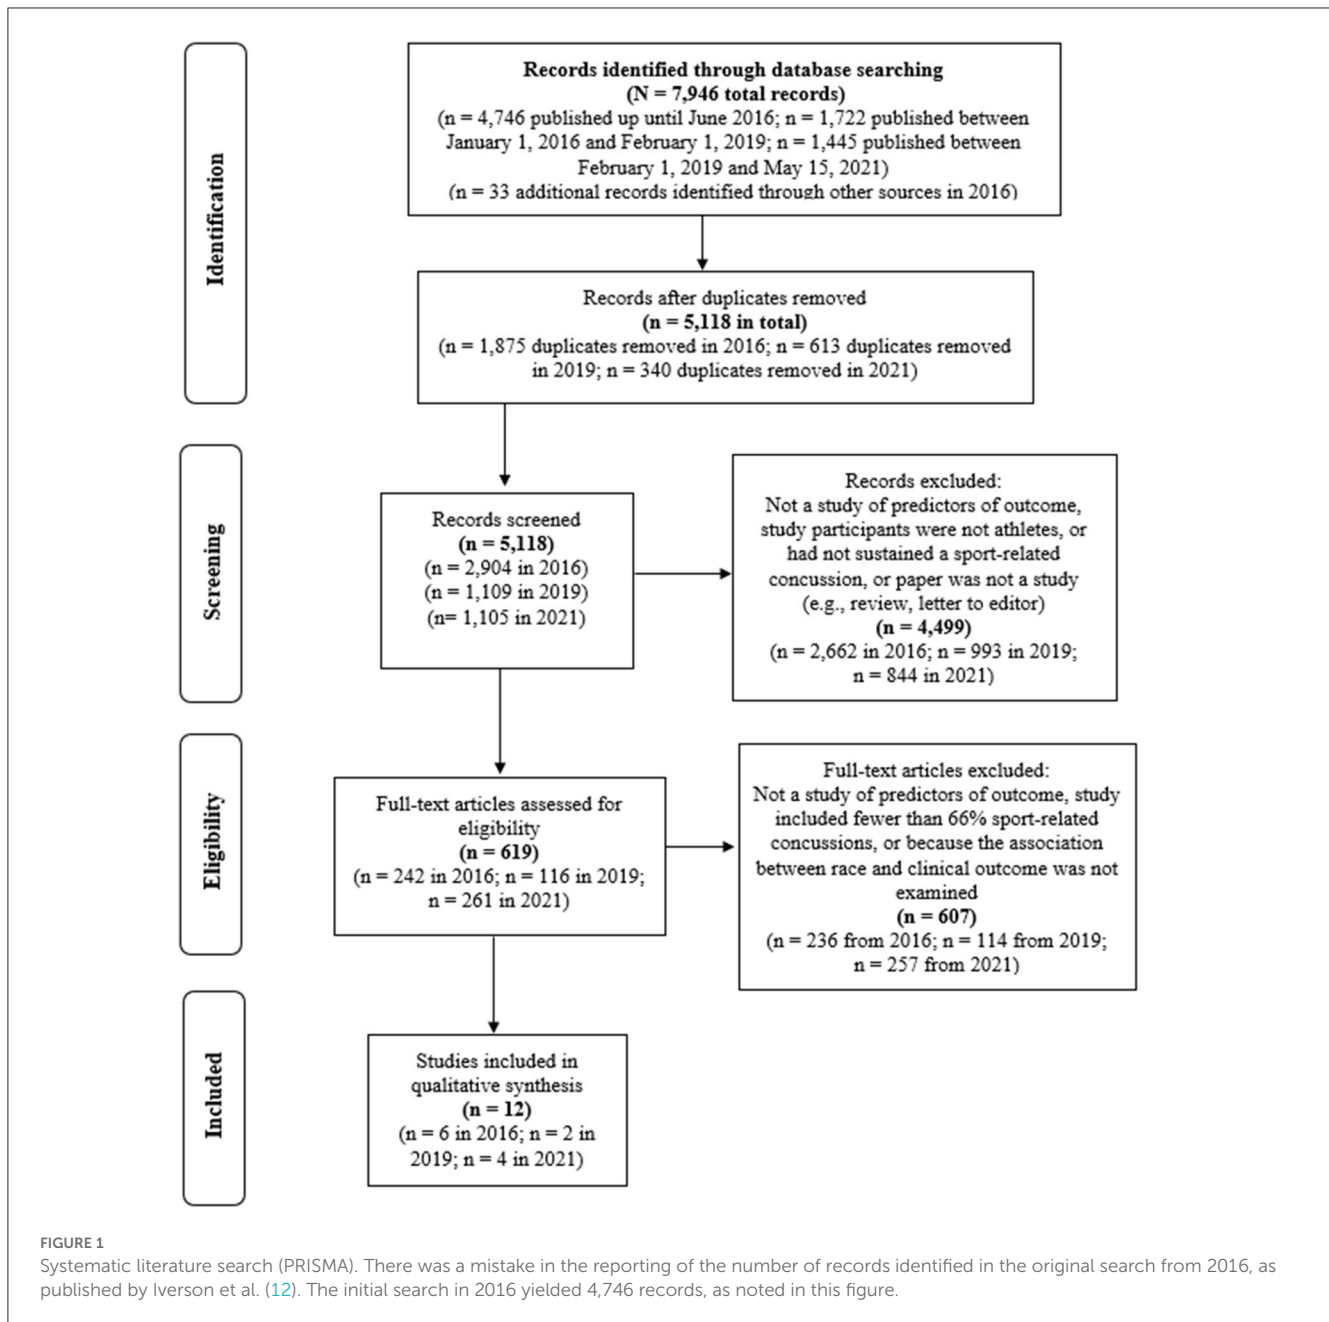 Identification
Records identified through database searching
(N = 7,946 total records)
(n = 4,746 published up until June 2016; n = 1,722 published between
January 1, 2016 and February 1, 2019; n = 1,445 published between
February 1, 2019 and May 15, 2021)
(n = 33 additional records identified through other sources in 2016)
Records after duplicates removed
(n = 5,118 in total)
(n = 1,875 duplicates removed in 2016; n = 613 duplicates removed
in 2019; n = 340 duplicates removed in 2021)
Screening
Records screened
(n = 5,118)
(n = 2,904 in 2016)
(n = 1,109 in 2019)
(n= 1,105 in 2021)
Records excluded:
Not a study of predictors of outcome,
study participants were not athletes, or
had not sustained a sport-related
concussion, or paper was not a study
(e.g., review, letter to editor)
(n = 4,499)
(n = 2,662 in 2016; n = 993 in 2019;
n = 844 in 2021)
Eligibility
Full-text articles assessed for
eligibility
(n = 619)
(n = 242 in 2016; n = 116 in 2019;
n = 261 in 2021)
Full-text articles excluded:
Not a study of predictors of outcome, study
included fewer than 66% sport-related
concussions, or because the association
between race and clinical outcome was not
examined
(n = 607)
(n = 236 from 2016; n = 114 from 2019;
n = 257 from 2021)
Included
Studies included in
qualitative synthesis
(n = 12)
(n = 6 in 2016; n = 2 in
2019; n = 4 in 2021)
FIGURE 1
Systematic literature search (PRISMA). There was a mistake in the reporting of the number of records identified in the original search from 2016, as
published by Iverson et al. (12). The initial search in 2016 yielded 4,746 records, as noted in this figure.